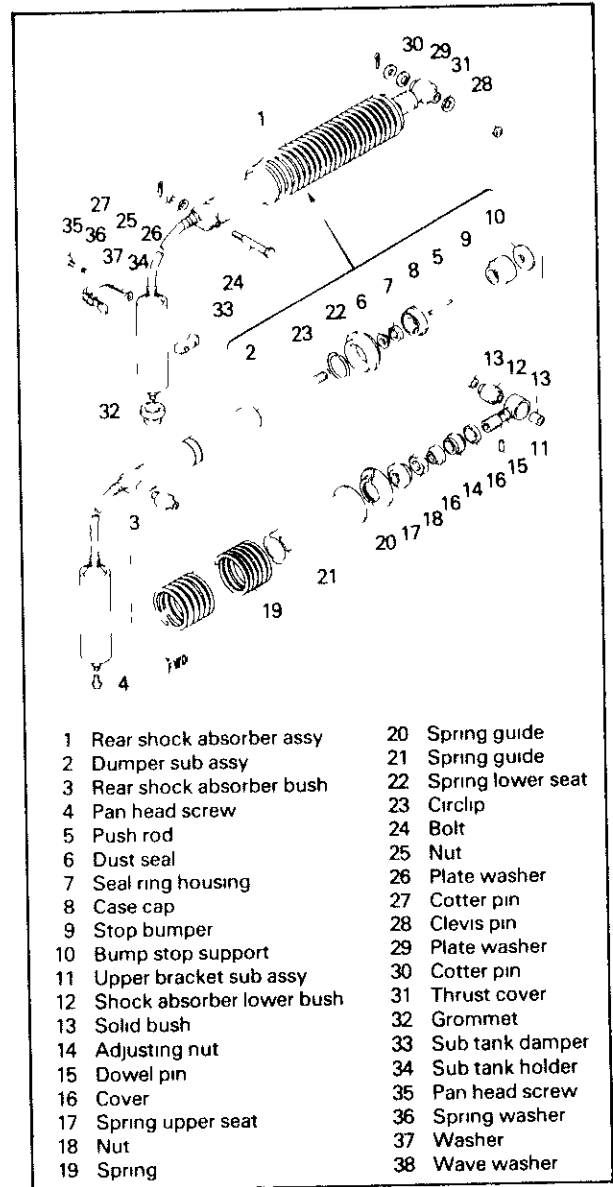 30 29
31
28
1
27
35 25
36 26
37 34
24
33
10
9
5
8
7
22 6
23
2
32
13
12
13
11
15
16
14
16
18
17
20
3
21
19
FWD
4
1 Rear shock absorber assy
2 Dumper sub assy
3 Rear shock absorber bush
4 Pan head screw
5 Push rod
6 Dust seal
7 Seal ring housing
8 Case cap
9 Stop bumper
10 Bump stop support
11 Upper bracket sub assy
12 Shock absorber lower bush
13 Solid bush
14 Adjusting nut
15 Dowel pin
16 Cover
17 Spring upper seat
18 Nut
19 Spring
20 Spring guide
21 Spring guide
22 Spring lower seat
23 Circlip
24 Bolt
25 Nut
26 Plate washer
27 Cotter pin
28 Clevis pin
29 Plate washer
30 Cotter pin
31 Thrust cover
32 Grommet
33 Sub tank damper
34 Sub tank holder
35 Pan head screw
36 Spring washer
37 Washer
38 Wave washer